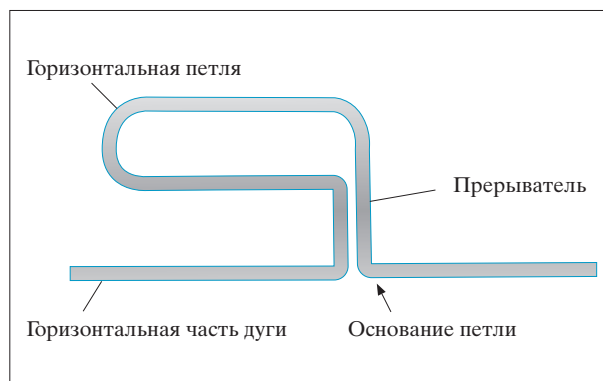 Горизонтальная петля
Прерыватель
Горизонтальная часть дуги
Основание петли